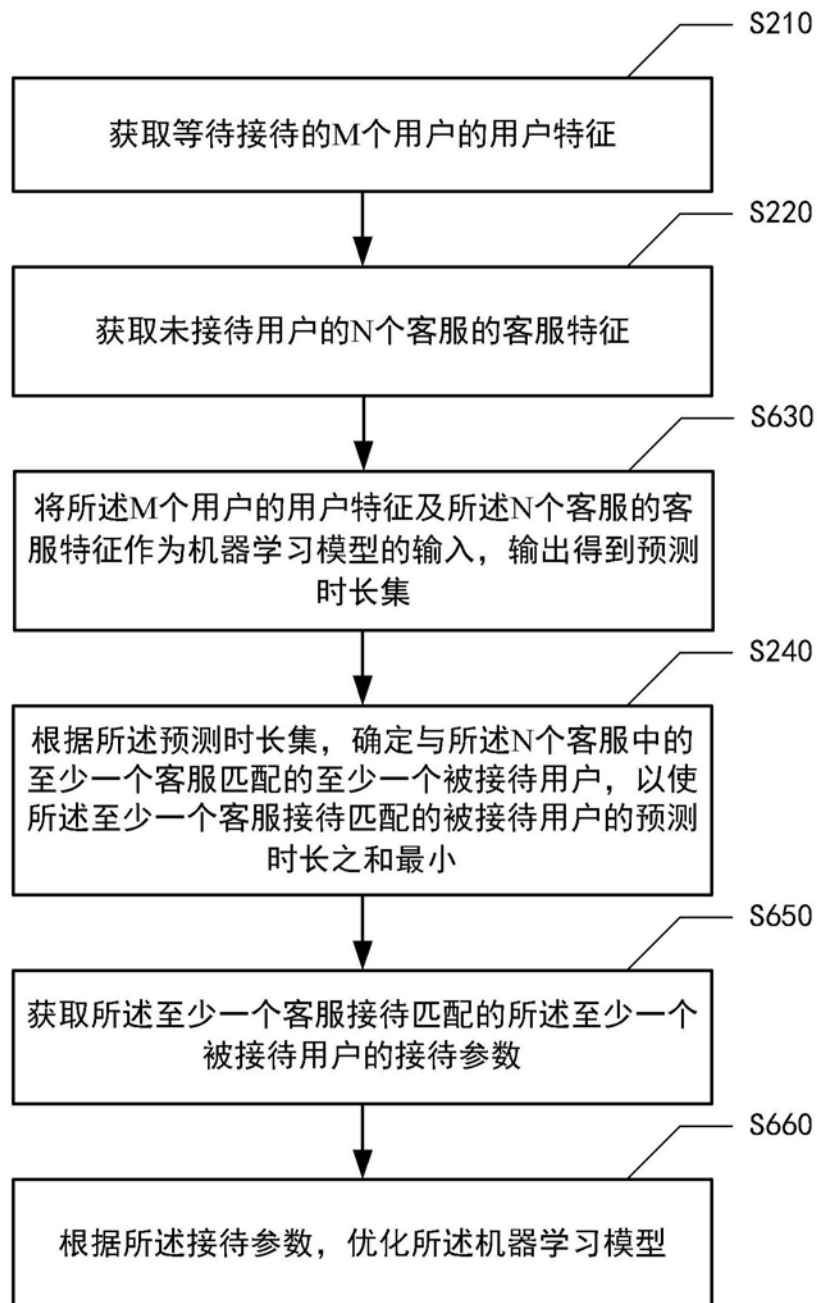 S210
获取等待接待的M个用户的用户特征
S220
获取未接待用户的N个客服的客服特征
S630
将所述M个用户的用户特征及所述N个客服的客
服特征作为机器学习模型的输入，输出得到预测
时长集
S240
根据所述预测时长集，确定与所述N个客服中的
至少一个客服匹配的至少一个被接待用户，以使
所述至少一个客服接待匹配的被接待用户的预测
时长之和最小
S650
获取所述至少一个客服接待匹配的所述至少一个
被接待用户的接待参数
S660
根据所述接待参数，优化所述机器学习模型